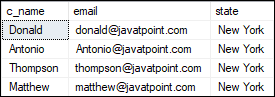 c_name email state
Donald donald@javatpoint.com New York
Antonio Antonio@javatpoint.com New York
Thompson thompson@javatpoint.com New York
Matthew matthew@javatpoint.com New York